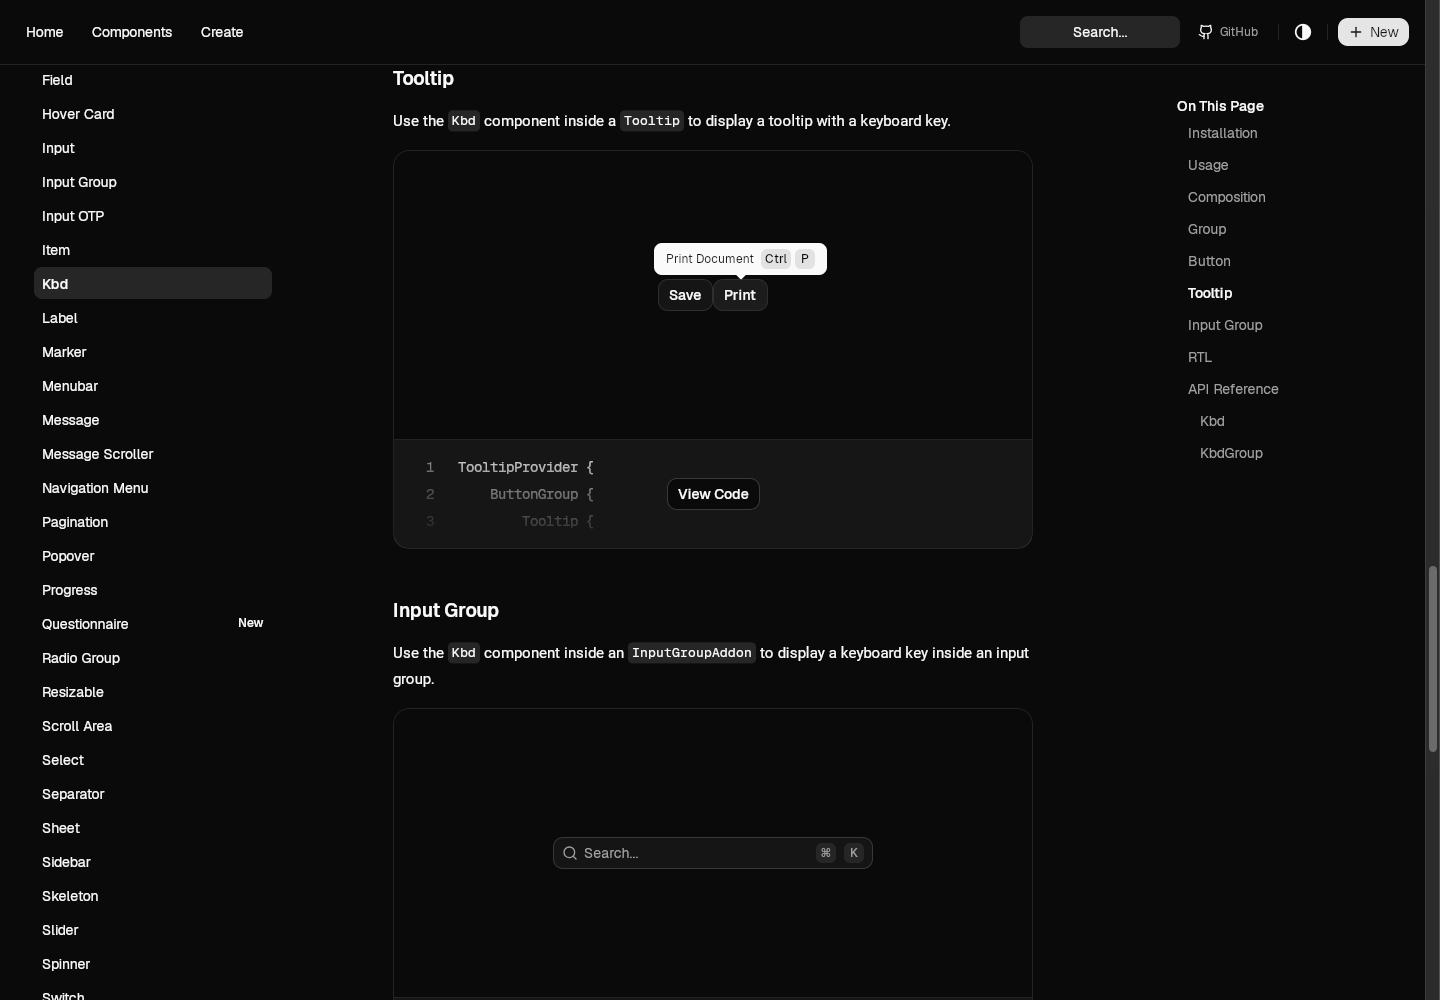 Home Components Create
Search... GitHub New
Field
Hover Card
Input
Input Group
Input OTP
Item
Kbd
Label
Marker
Menubar
Message
Message Scroller
Navigation Menu
Pagination
Popover
Progress
Questionnaire New
Radio Group
Resizable
Scroll Area
Select
Separator
Sheet
Sidebar
Skeleton
Slider
Spinner
Switch
Tooltip
Use the Kbd component inside a Tooltip to display a tooltip with a keyboard key.
Print Document Ctrl P
Save Print
1 TooltipProvider {
2 ButtonGroup {
3 Tooltip {
View Code
Input Group
Use the Kbd component inside an InputGroupAddon to display a keyboard key inside an input
group.
Search... ⌘ K
On This Page
Installation
Usage
Composition
Group
Button
Tooltip
Input Group
RTL
API Reference
Kbd
KbdGroup